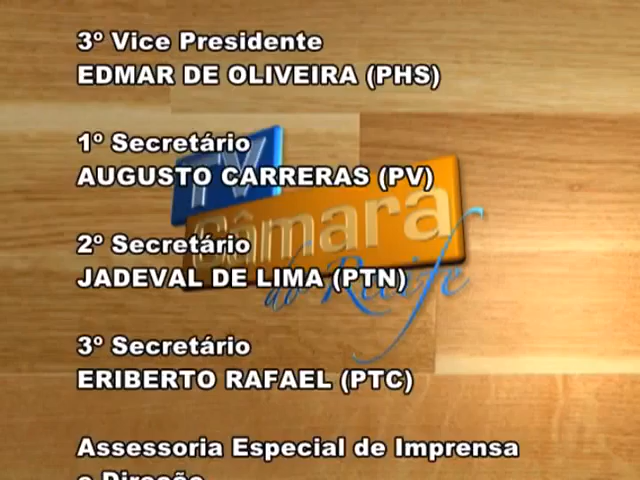 3º Vice Presidente
EDMAR DE OLIVEIRA (PHS)
1º Secretário
AUGUSTO CARRERAS (PV)
2º Secretário
JADEVAL DE LIMA (PTN)
3º Secretário
ERIBERTO RAFAEL (PTC)
Assessoria Especial de Imprensa
e Direção
TV
Câmara
do Recife